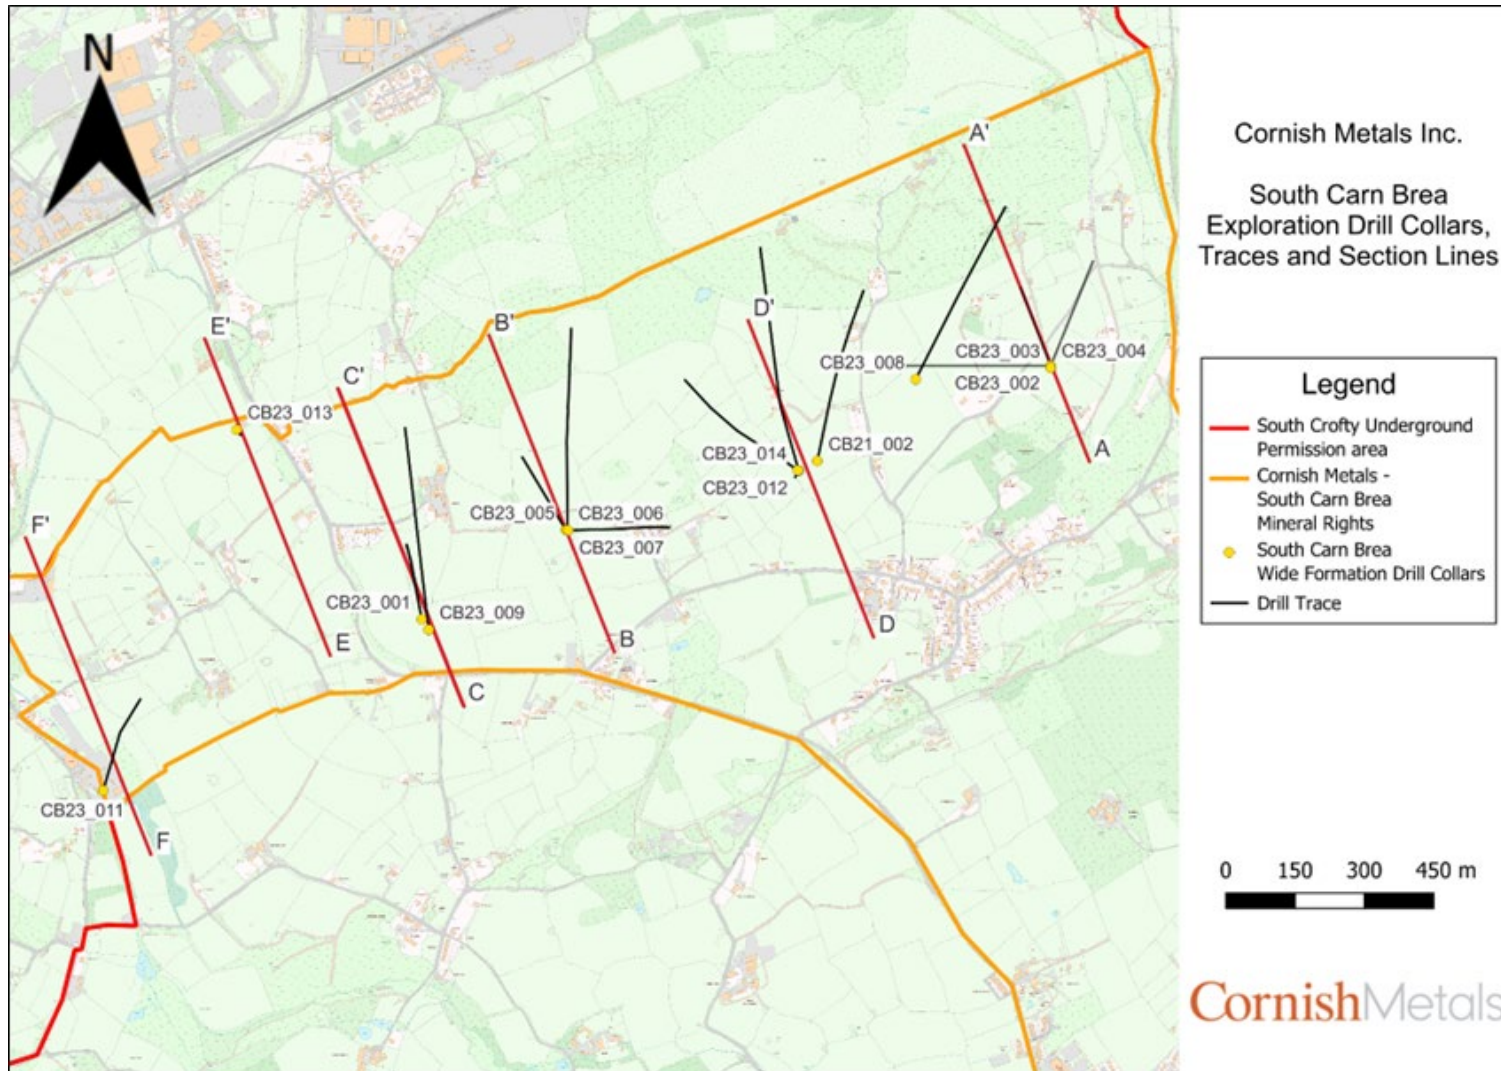 N
Cornish Metals Inc.
South Carn Brea
Exploration Drill Collars,
Traces and Section Lines
A'
B'
D'
E'
C'
CB23_008
CB23_003
CB23_004
CB23_002
CB23_013
CB23_014
CB21_002
CB23_012
A
F'
CB23_005
CB23_006
CB23_007
CB23_001
CB23_009
E
B
D
C
CB23_011
F
Legend
South Crofty Underground
Permission area
Cornish Metals -
South Carn Brea
Mineral Rights
South Carn Brea
Wide Formation Drill Collars
Drill Trace
0 150 300 450 m
CornishMetals